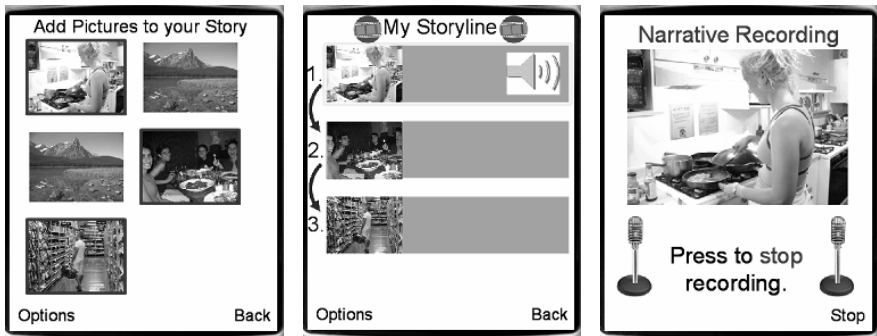 Add Pictures to your Story
Options
Back
My Storyline
1.
2.
3.
Options
Back
Narrative Recording
Press to stop
recording.
Stop